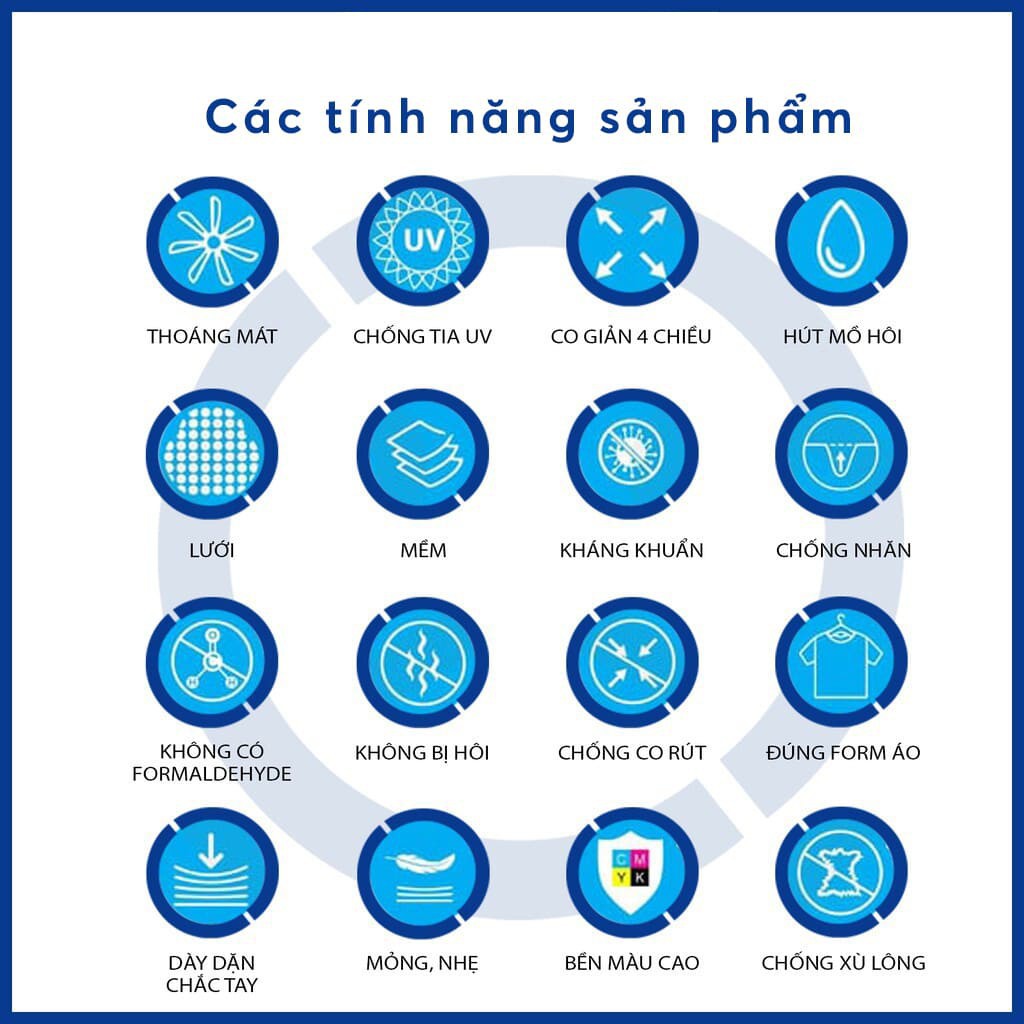 Các tính năng sản phẩm
UV
THOÁNG MÁT
CHỐNG TIA UV
CO GIẢN 4 CHIỀU
HÚT MỒ HÔI
LƯỚI
MỀM
KHÁNG KHUẨN
CHỐNG NHĂN
O
C
H H
KHÔNG CÓ
FORMALDEHYDE
KHÔNG BỊ HÔI
CHỐNG CO RÚT
ĐÚNG FORM ÁO
C M
Y K
DÀY DẶN
CHẮC TAY
MỎNG, NHẸ
BỀN MÀU CAO
CHỐNG XÙ LÔNG